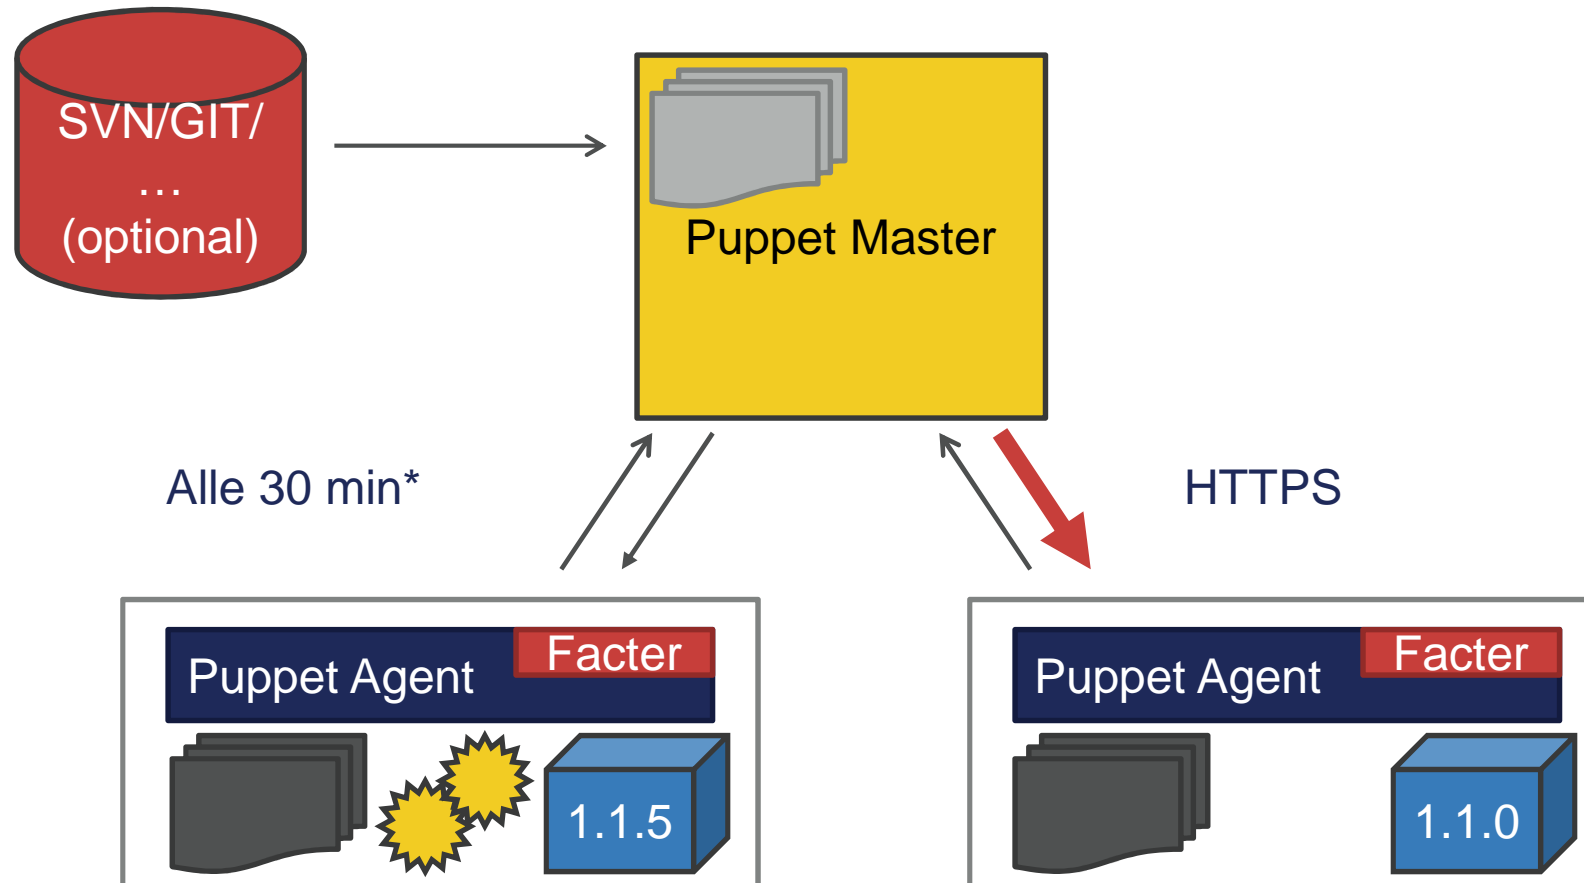 SVN/GIT/
…
(optional)
Puppet Master
Alle 30 min*
HTTPS
Puppet Agent
Facter
1.1.5
Puppet Agent
Facter
1.1.0